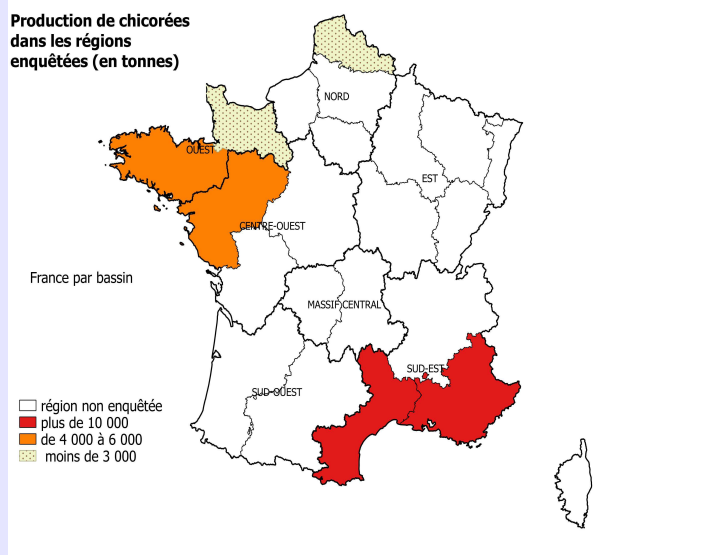 Production de chicorées
dans les régions
enquêtées (en tonnes)
NORD
OUEST
EST
CENTRE-OUEST
France par bassin
MASSIF CENTRAL
SUD-EST
SUD-OUEST
région non enquêtée
plus de 10 000
de 4 000 à 6 000
moins de 3 000